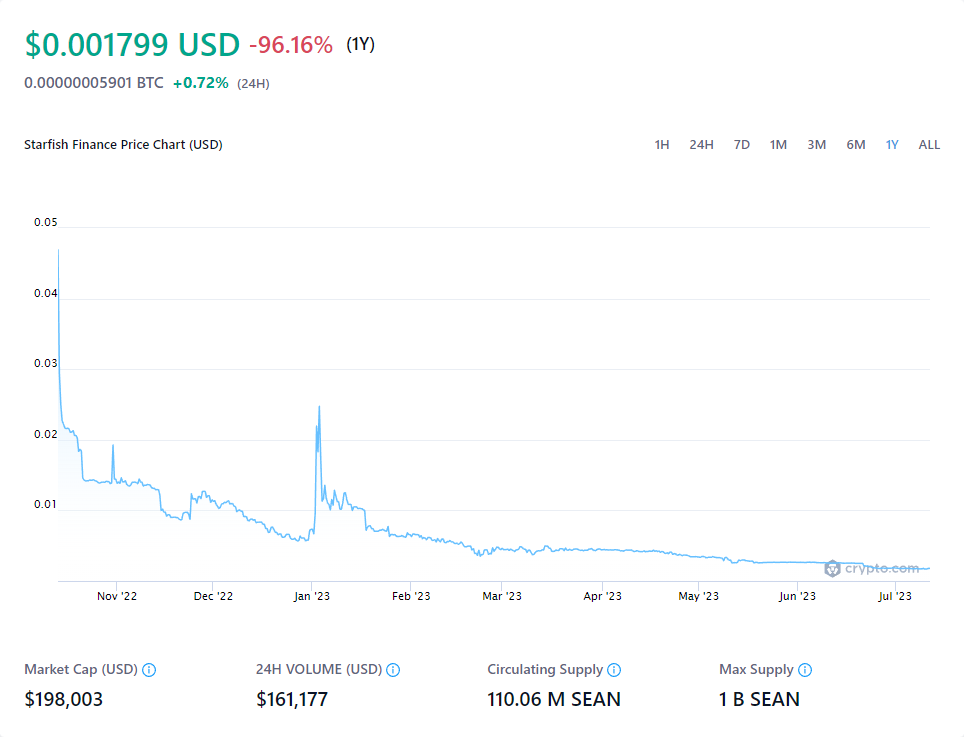 $0.001799 USD -96.16% (1Y)
0.00000005901 BTC +0.72% (24H)
Starfish Finance Price Chart (USD) 1H 24H 7D 1M 3M 6M 1Y ALL
0.05
0.04
0.03
0.02
0.01
crypto.com
Nov '22 Dec '22 Jan '23 Feb '23 Mar '23 Apr '23 May '23 Jun '23 Jul '23
Market Cap (USD) 24H VOLUME (USD) Circulating Supply Max Supply
$198,003 $161,177 110.06 M SEAN 1 B SEAN